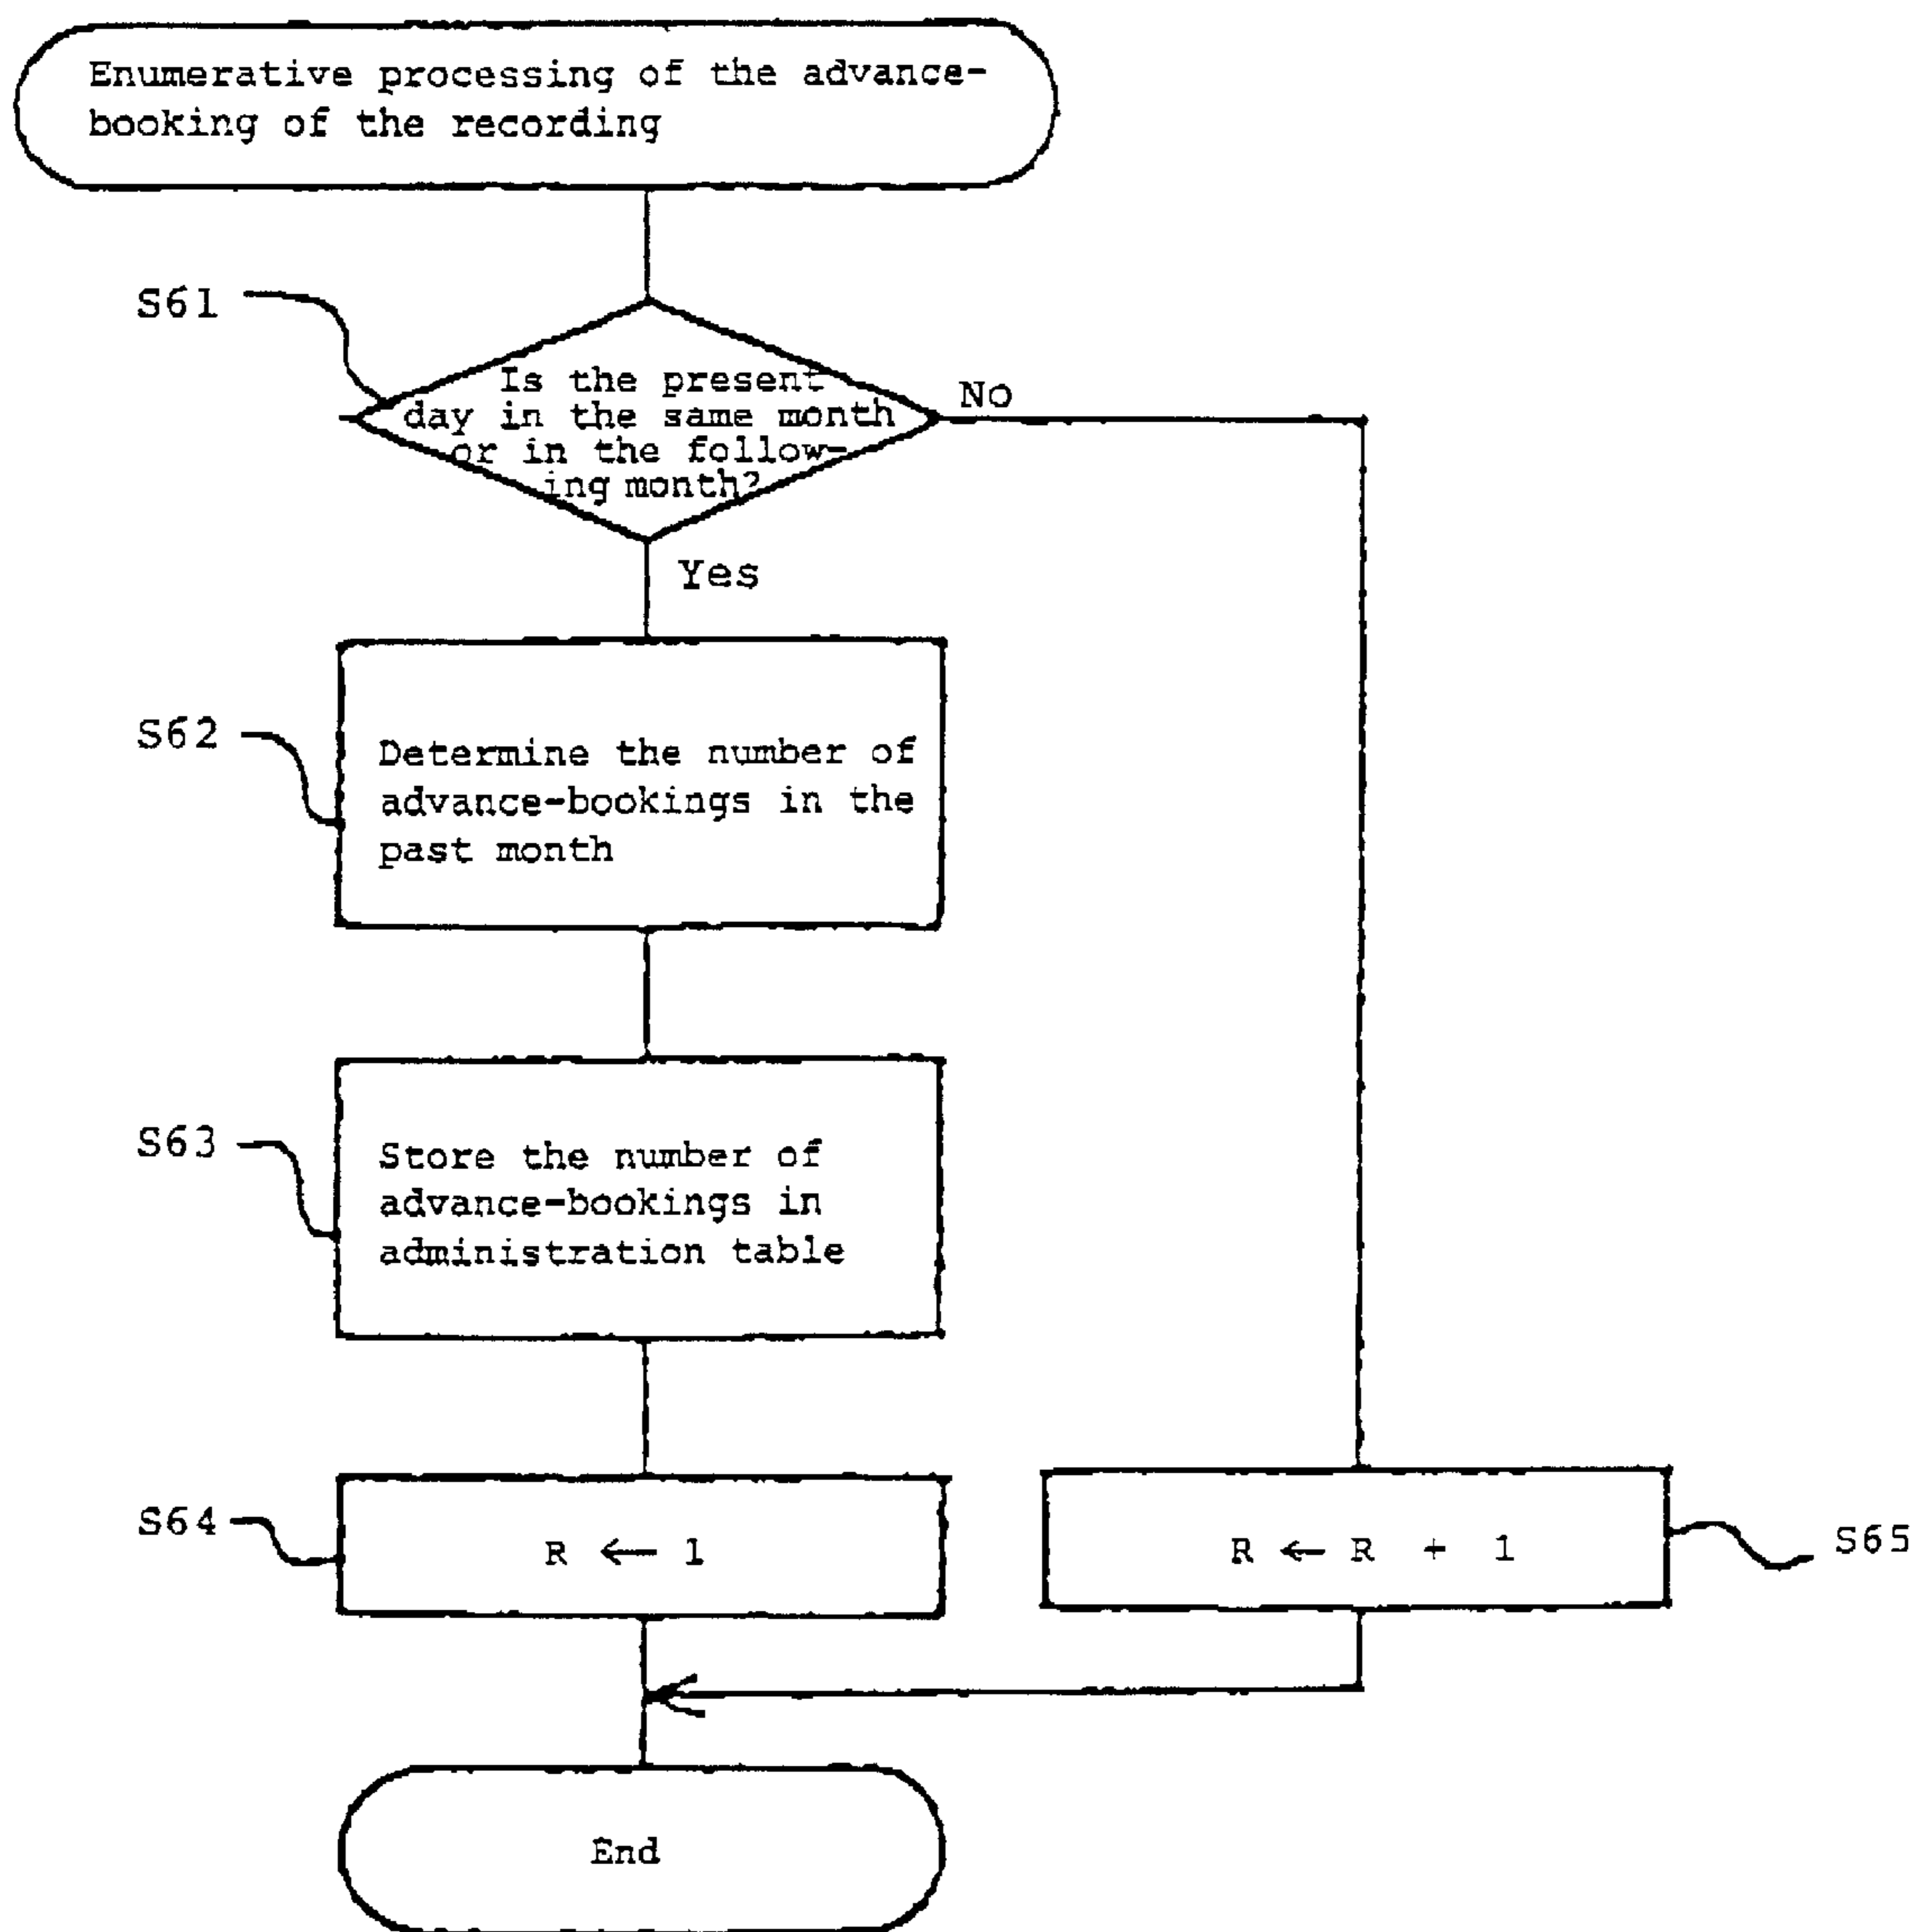 Enumerative processing of the advance-
booking of the recording
S61
Is the present
day in the same month
or in the follow-
ing month?
No
Yes
S62
Determine the number of
advance-bookings in the
past month
S63
Store the number of
advance-bookings in
administration table
S64
R ← 1
R ← R + 1
S65
End